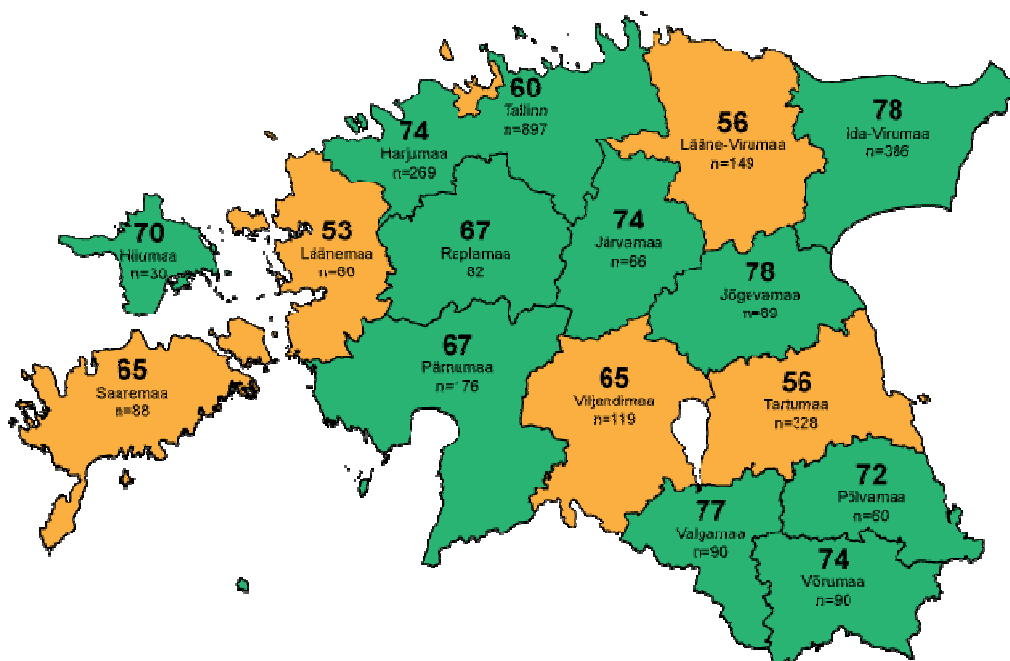 60
Tallinn
n=897
74
Harjumaa
n=269
56
Lääne-Virumaa
n=149
78
Ida-Virumaa
n=386
70
Hiiumaa
n=30
53
Läänemaa
n=60
67
Raplamaa
82
74
Järvamaa
n=66
78
Jõgevamaa
n=89
65
Saaremaa
n=88
67
Pärnumaa
65
Viljandimaa
n=119
56
Tartumaa
n=328
72
Põlvamaa
n=60
77
Valgamaa
n=90
74
Võrumaa
n=90